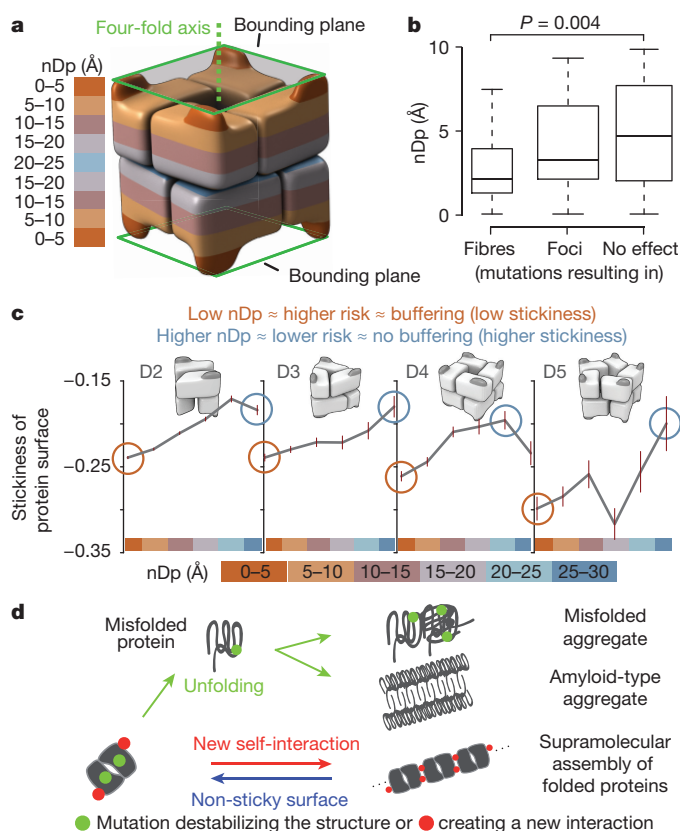 a
Four-fold axis
Bounding plane
nDp (Å)
0–5
5–10
10–15
15–20
20–25
15–20
10–15
5–10
0–5
Bounding plane
b
P = 0.004
nDp (Å)
10
5
0
Fibres
Foci
No effect
(mutations resulting in)
c
Low nDp ≈ higher risk ≈ buffering (low stickiness)
Higher nDp ≈ lower risk ≈ no buffering (higher stickiness)
Stickiness of
protein surface
−0.15
−0.25
−0.35
D2
D3
D4
D5
nDp (Å)
0–5
5–10
10–15
15–20
20–25
25–30
d
Misfolded
protein
Unfolding
Misfolded
aggregate
Amyloid-type
aggregate
New self-interaction
Non-sticky surface
Supramolecular
assembly of
folded proteins
Mutation destabilizing the structure or creating a new interaction